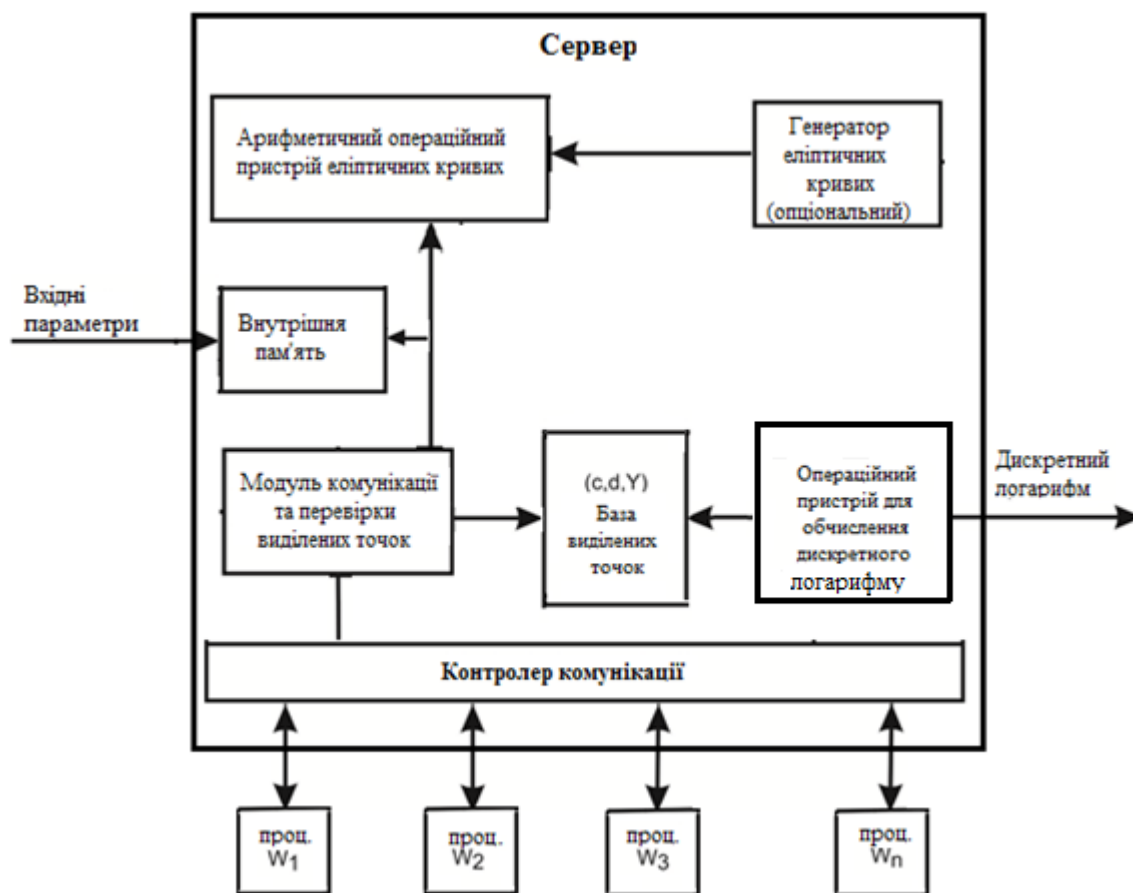 Сервер
Арифметичний операційний
пристрій еліптичних кривих
Генератор
еліптичних
кривих
(опціональний)
Вхідні
параметри
Внутрішня
пам'ять
Модуль комунікації
та перевірки
виділених точок
(c,d,Y)
База
виділених
точок
Операційний
пристрій для
обчислення
дискретного
логарифму
Дискретний
логарифм
Контролер комунікації
проц.
W1
проц.
W2
проц.
W3
проц.
Wn